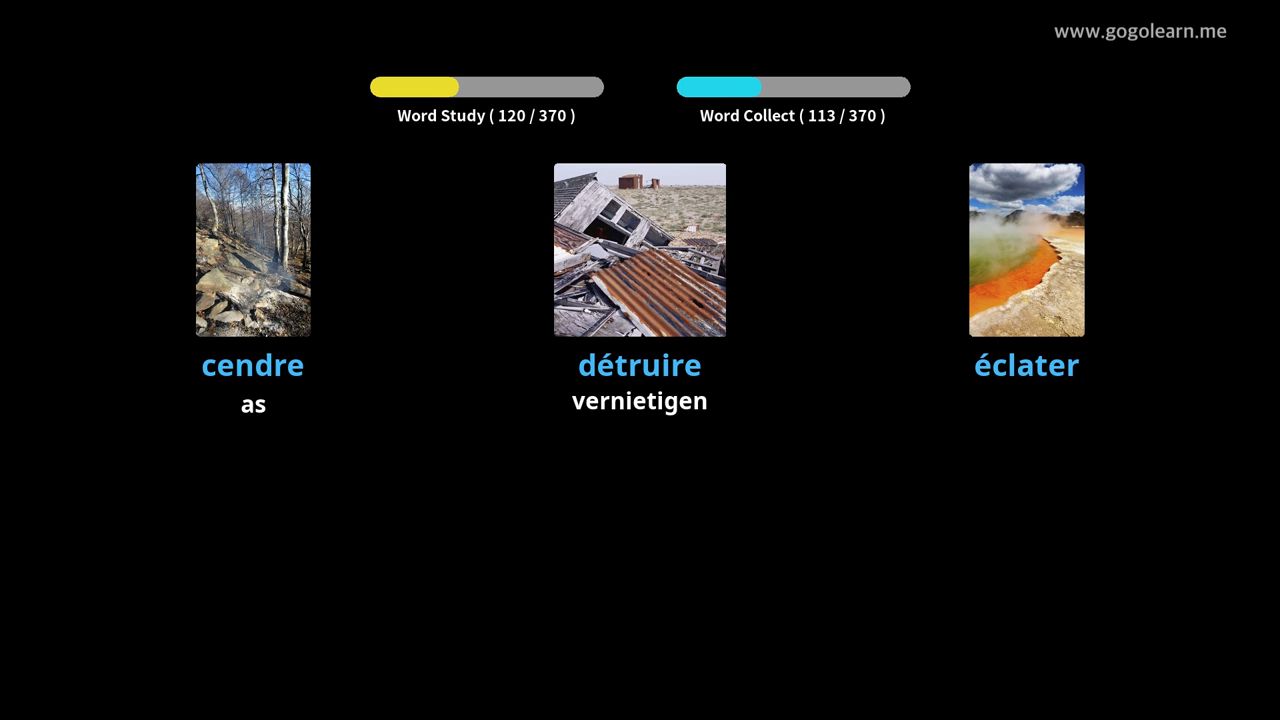 www.gogolearn.me
Word Study ( 120 / 370 )
Word Collect ( 113 / 370 )
cendre
as
détruire
vernietigen
éclater